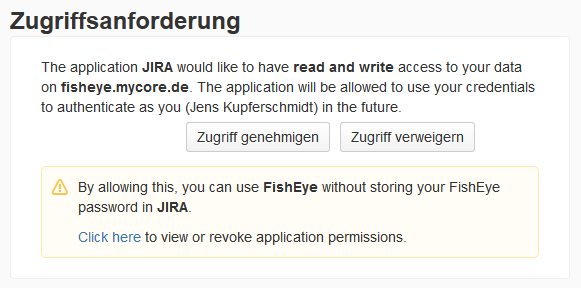 Zugriffsanforderung
The application JIRA would like to have read and write access to your data
on fisheye.mycore.de. The application will be allowed to use your credentials
to authenticate as you (Jens Kupferschmidt) in the future.
Zugriff genehmigen Zugriff verweigern
By allowing this, you can use FishEye without storing your FishEye
password in JIRA.
Click here to view or revoke application permissions.